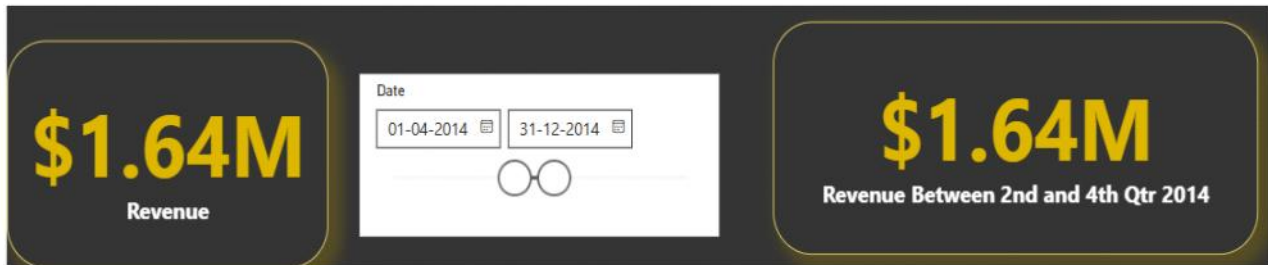 $1.64M
Revenue
Date
01-04-2014
31-12-2014
$1.64M
Revenue Between 2nd and 4th Qtr 2014